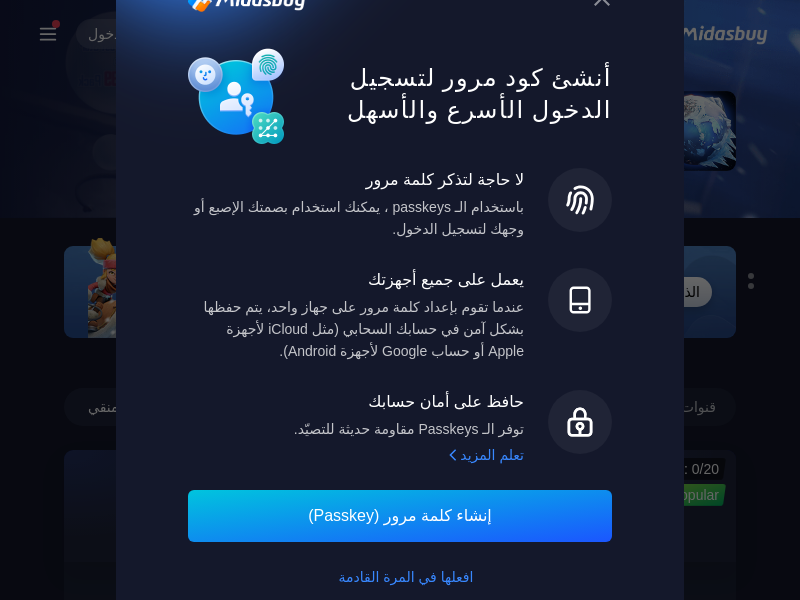 Midasbuy
Midasbuy
أنشئ كود مرور لتسجيل
الدخول الأسرع والأسهل
لا حاجة لتذكر كلمة مرور
باستخدام الـ passkeys ، يمكنك استخدام بصمتك الإصبع أو
وجهك لتسجيل الدخول.
يعمل على جميع أجهزتك
عندما تقوم بإعداد كلمة مرور على جهاز واحد، يتم حفظها
بشكل آمن في حسابك السحابي (مثل iCloud لأجهزة
Apple أو حساب Google لأجهزة Android).
حافظ على أمان حسابك
توفر الـ Passkeys مقاومة حديثة للتصيّد.
تعلم المزيد
إنشاء كلمة مرور (Passkey)
افعلها في المرة القادمة
قنوات
: 0/20
opular